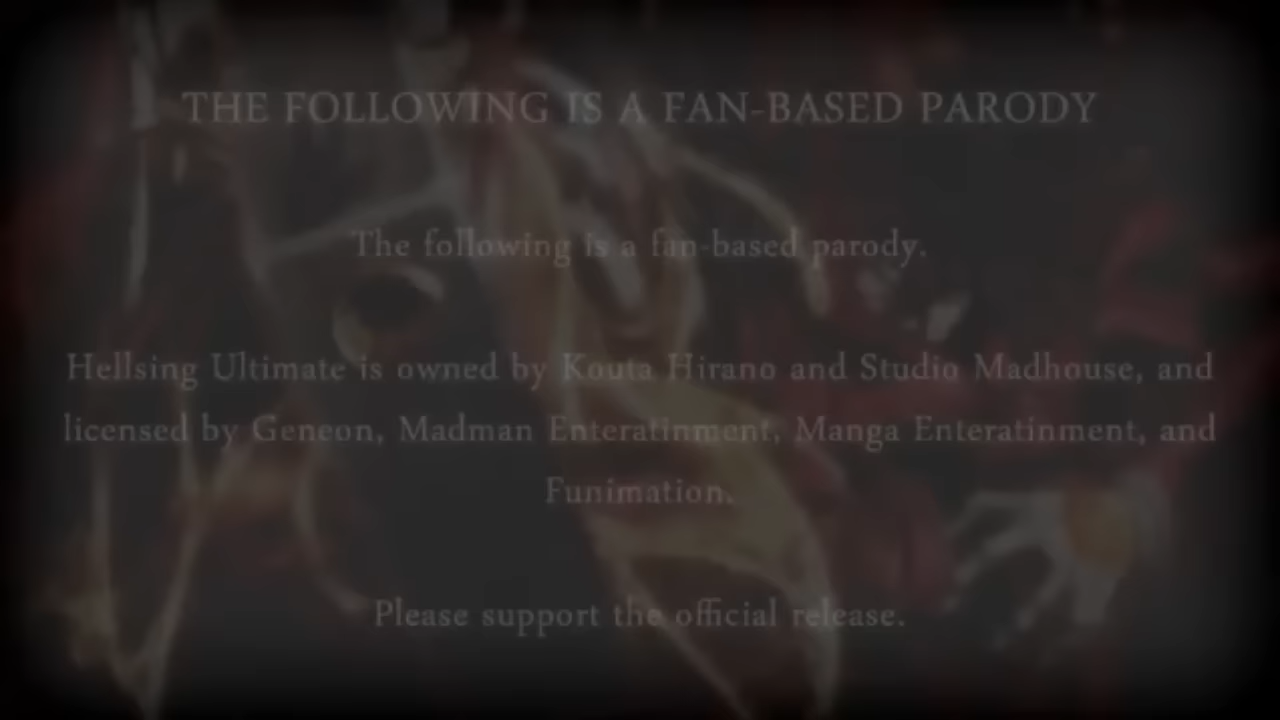 THE FOLLOWING IS A FAN-BASED PARODY
The following is a fan-based parody.
Hellsing Ultimate is owned by Kouta Hirano and Studio Madhouse, and
licensed by Geneon, Madman Enteratinment, Manga Enteratinment, and
Funimation.
Please support the official release.